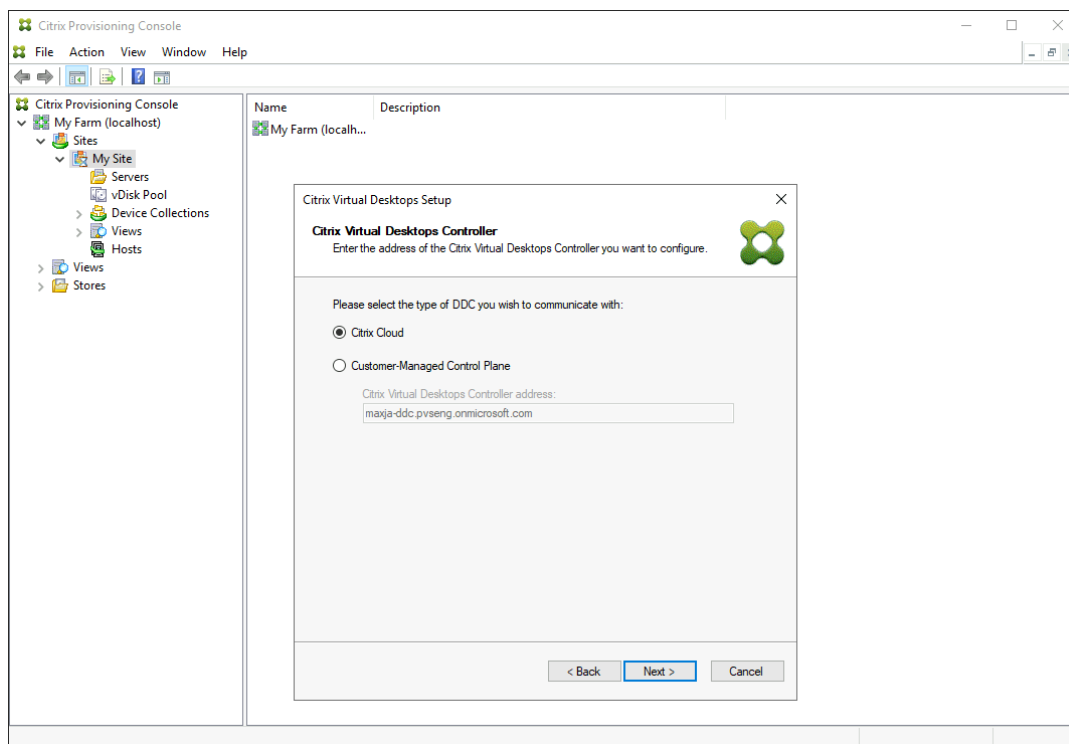 Citrix Provisioning Console
File Action View Window Help
Citrix Provisioning Console
My Farm (localhost)
Sites
My Site
Servers
vDisk Pool
Device Collections
Views
Hosts
Views
Stores
Name Description
My Farm (localh...
Citrix Virtual Desktops Setup
Citrix Virtual Desktops Controller
Enter the address of the Citrix Virtual Desktops Controller you want to configure.
Please select the type of DDC you wish to communicate with:
Citrix Cloud
Customer-Managed Control Plane
Citrix Virtual Desktops Controller address:
maxja-ddc.pvseng.onmicrosoft.com
< Back Next > Cancel